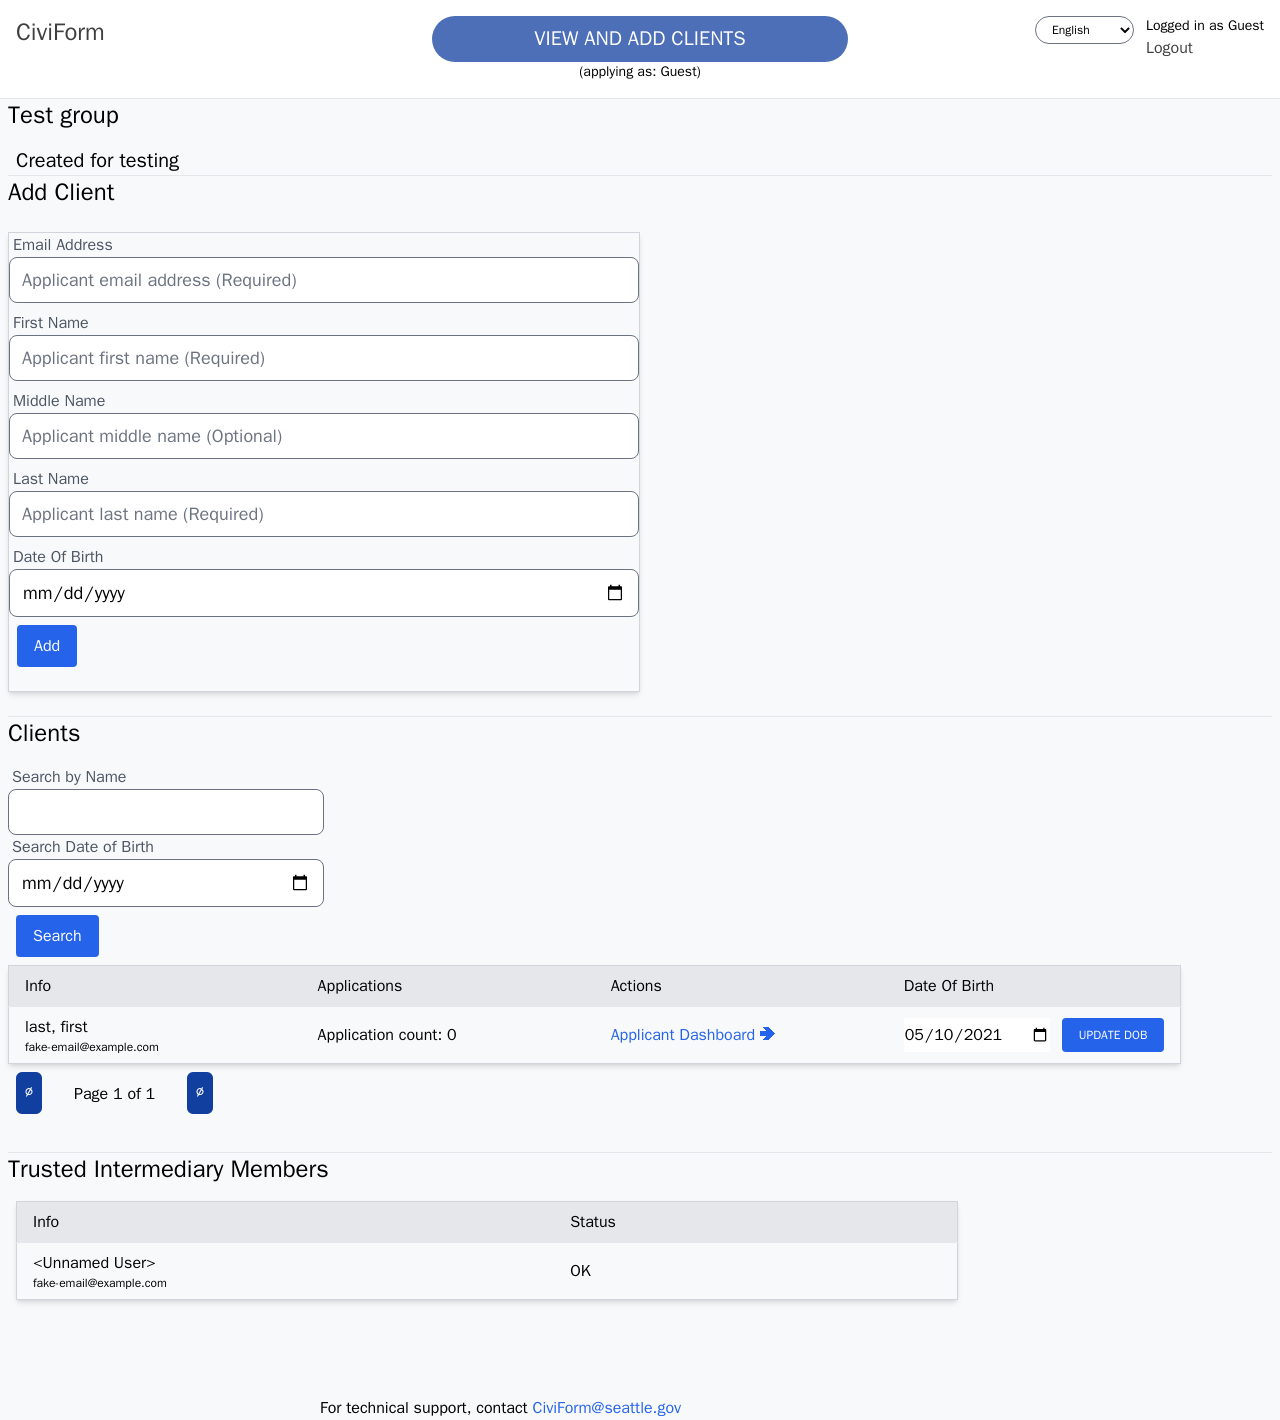 CiviForm
VIEW AND ADD CLIENTS
(applying as: Guest)
English
Logged in as Guest
Logout
Test group
Created for testing
Add Client
Email Address
Applicant email address (Required)
First Name
Applicant first name (Required)
Middle Name
Applicant middle name (Optional)
Last Name
Applicant last name (Required)
Date Of Birth
mm/dd/yyyy
Add
Clients
Search by Name
Search Date of Birth
mm/dd/yyyy
Search
Info Applications Actions Date Of Birth
last, first
fake-email@example.com
Application count: 0
Applicant Dashboard
05/10/2021
UPDATE DOB
∅ Page 1 of 1 ∅
Trusted Intermediary Members
Info Status
<Unnamed User>
fake-email@example.com
OK
For technical support, contact CiviForm@seattle.gov